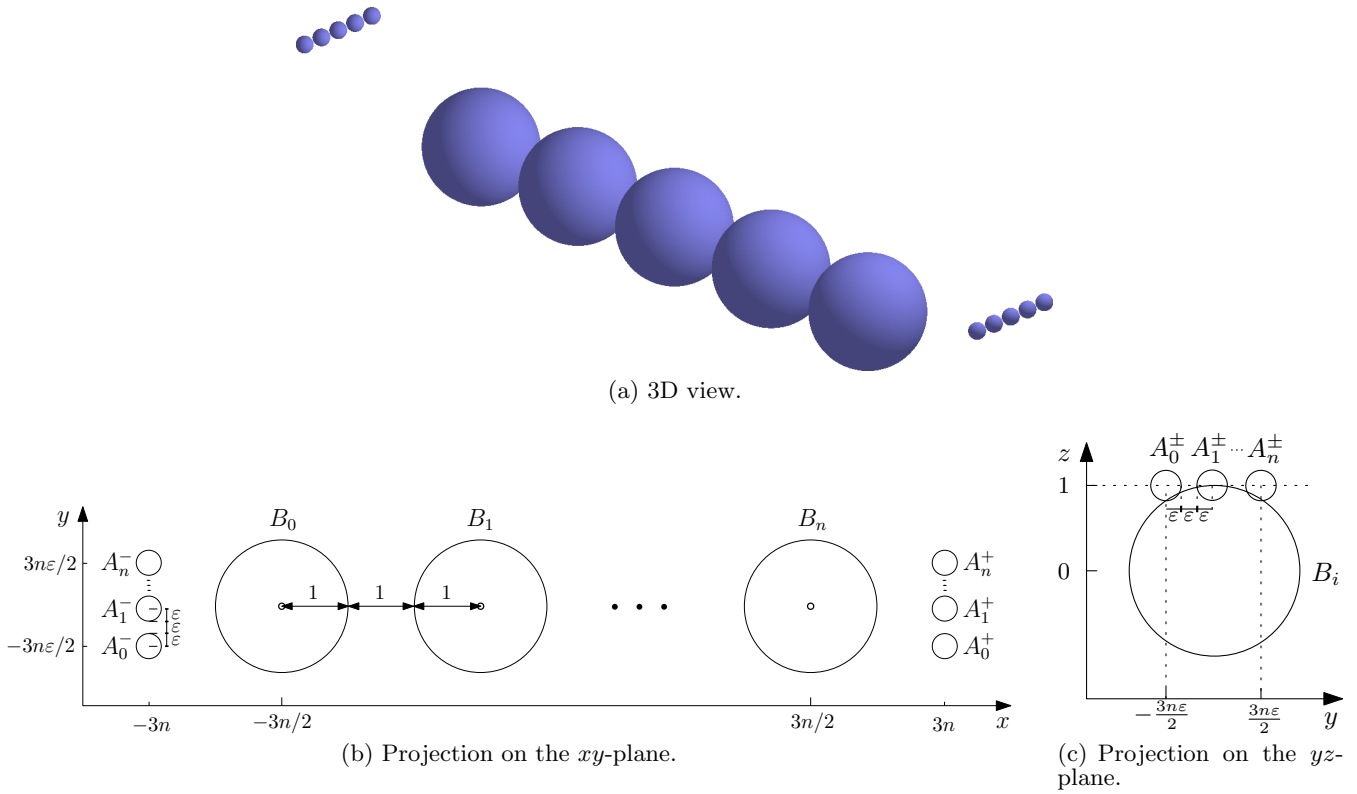 (a) 3D view.
y
3nε/2
−3nε/2
A_n^-
A_1^-
A_0^-
ε
ε
ε
B_0
B_1
B_n
1
1
1
A_n^+
A_1^+
A_0^+
−3n
−3n/2
3n/2
3n
x
(b) Projection on the xy-plane.
z
A_0^± A_1^± ··· A_n^±
1
ε ε ε
0
B_i
−3nε/2
3nε/2
y
(c) Projection on the yz-
plane.